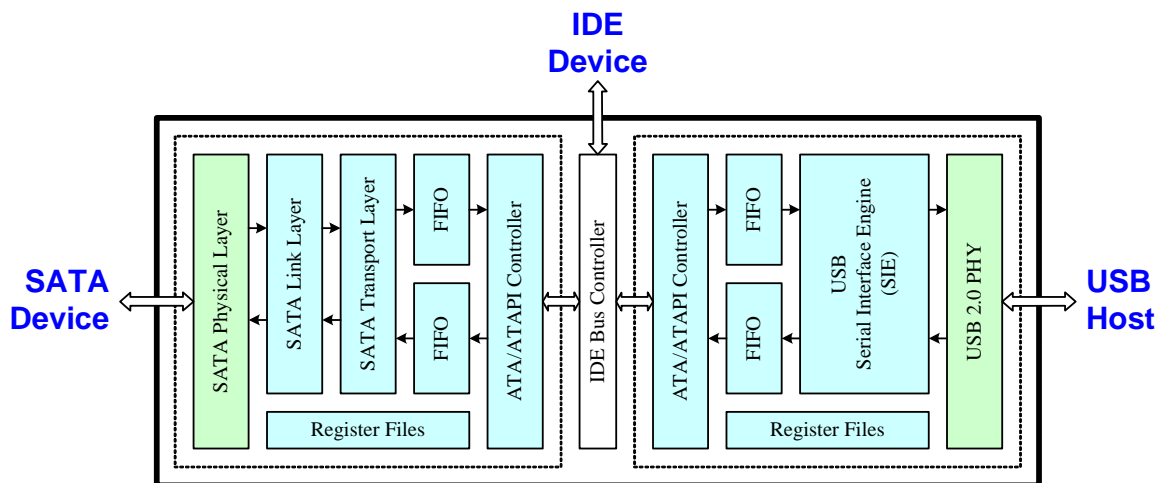 IDE
Device
SATA
Device
SATA Physical Layer
SATA Link Layer
SATA Transport Layer
FIFO
FIFO
ATA/ATAPI Controller
Register Files
IDE Bus Controller
ATA/ATAPI Controller
FIFO
FIFO
USB
Serial Interface Engine
(SIE)
Register Files
USB 2.0 PHY
USB
Host